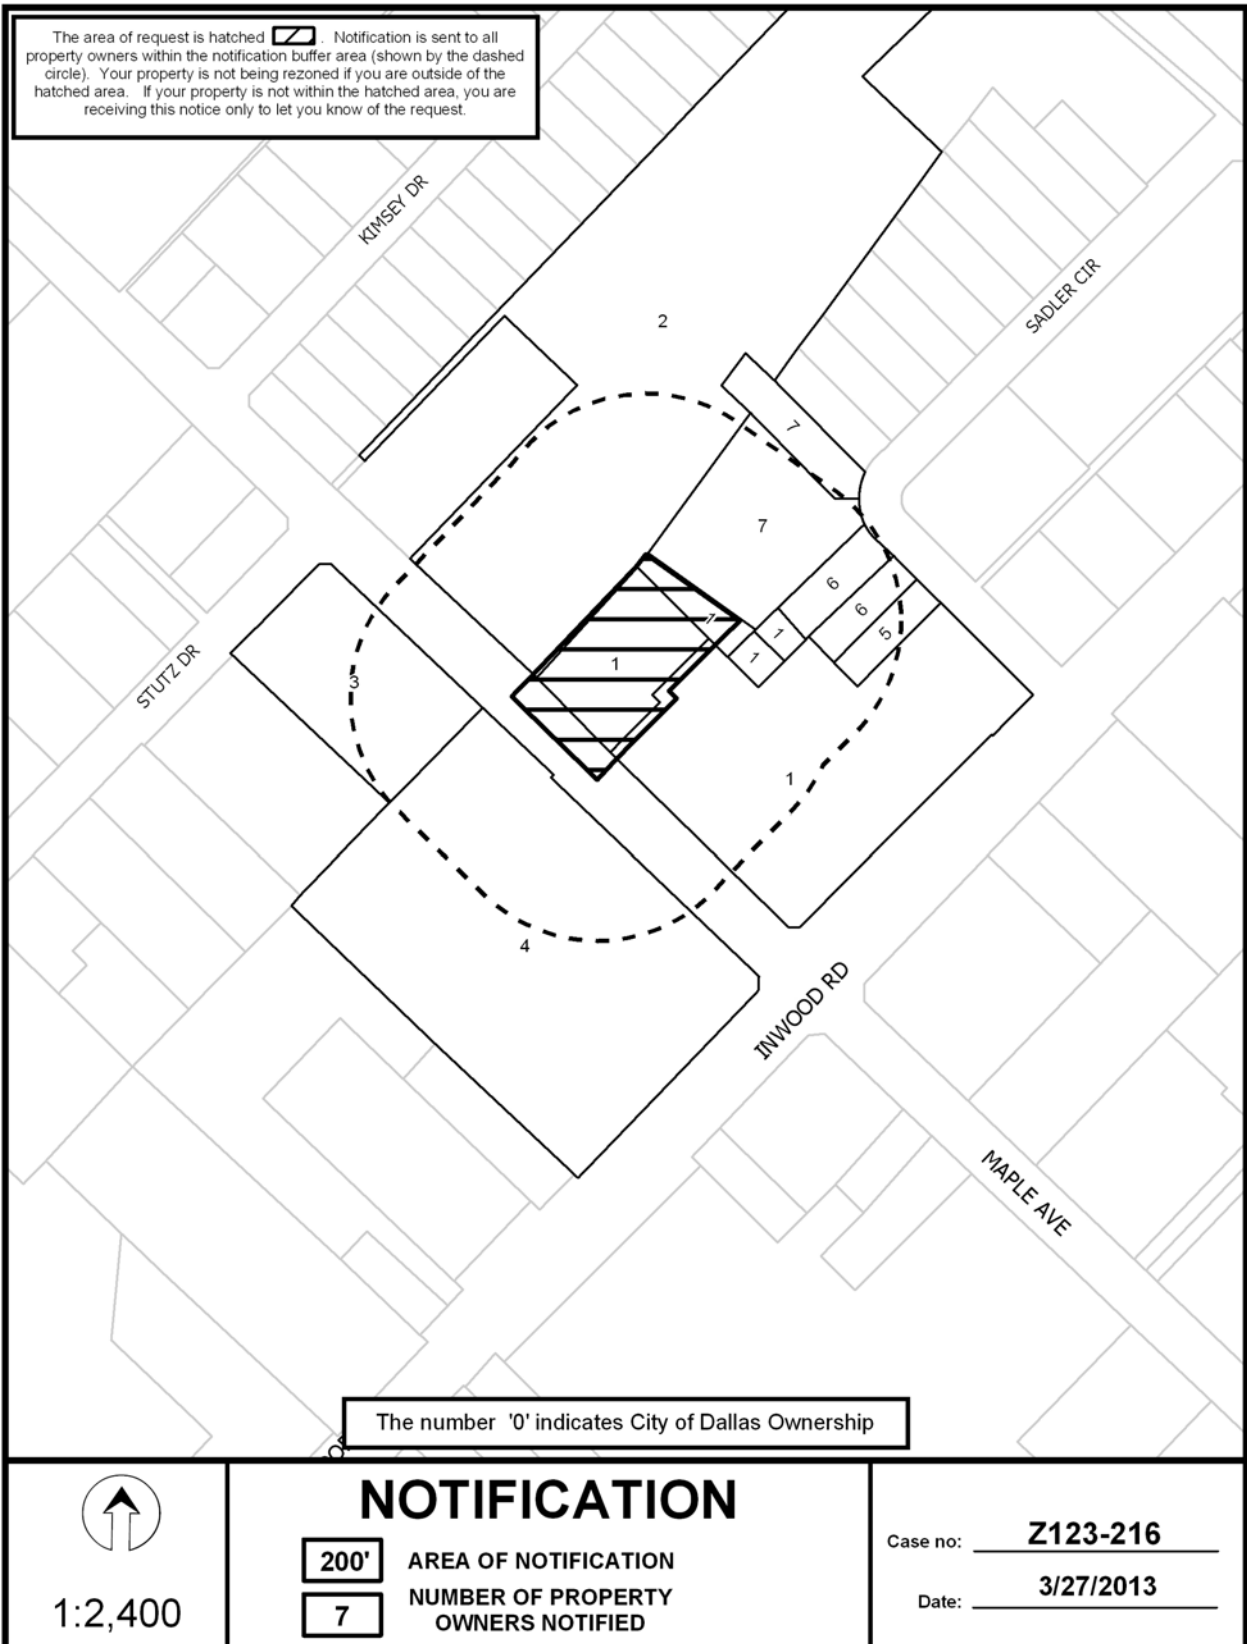 The area of request is hatched . Notification is sent to all
property owners within the notification buffer area (shown by the dashed
circle). Your property is not being rezoned if you are outside of the
hatched area. If your property is not within the hatched area, you are
receiving this notice only to let you know of the request.
KIMSEY DR
SADLER CIR
2
7
7
6
1
6
1
5
1
1
3
STUTZ DR
1
4
INWOOD RD
MAPLE AVE
The number '0' indicates City of Dallas Ownership
NOTIFICATION
200' AREA OF NOTIFICATION
7 NUMBER OF PROPERTY
OWNERS NOTIFIED
1:2,400
Case no: Z123-216
Date: 3/27/2013